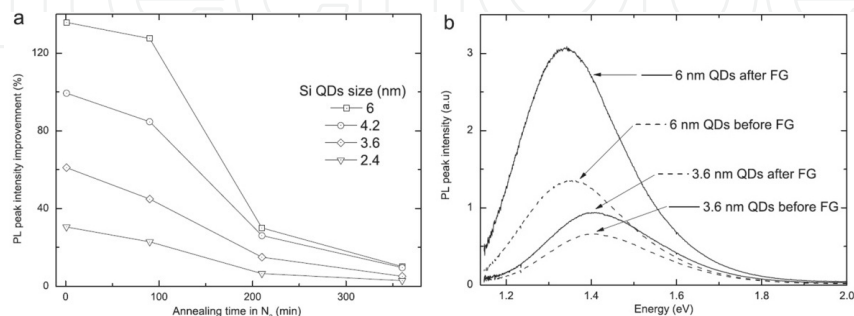 a
PL peak intensity improvemnent (%)
120
80
40
0
0
100
200
300
Annealing time in N2 (min)
Si QDs size (nm)
6
4.2
3.6
2.4
b
PL peak intensity (a.u)
3
2
1
0
1.2
1.4
1.6
1.8
2.0
Energy (eV)
6 nm QDs after FG
6 nm QDs before FG
3.6 nm QDs after FG
3.6 nm QDs before FG